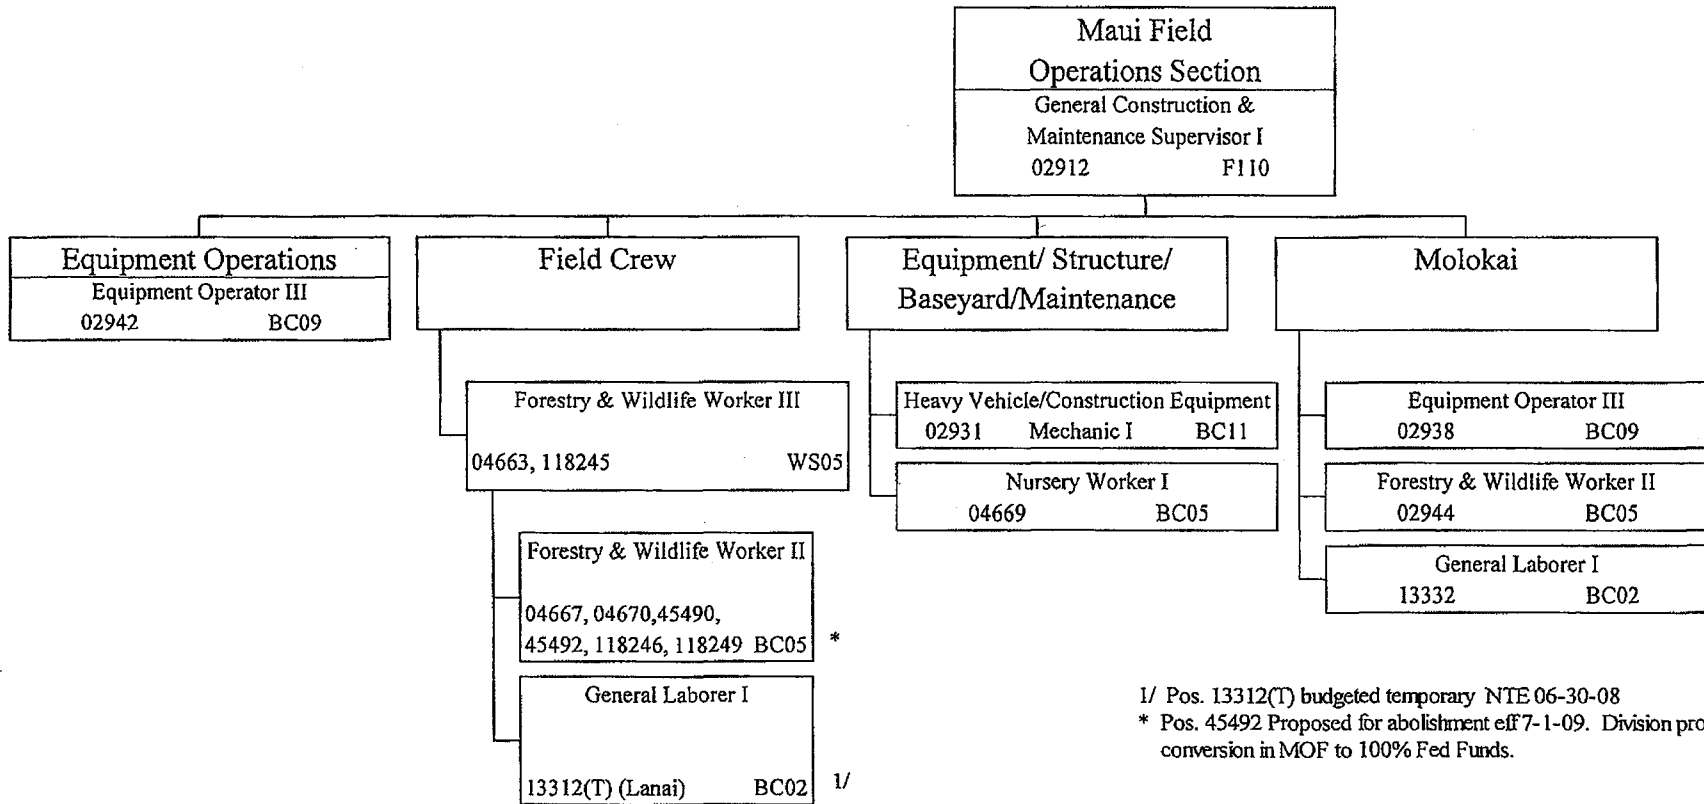 Maui Field
Operations Section
General Construction &
Maintenance Supervisor I
02912 F110
Equipment Operations
Equipment Operator III
02942 BC09
Field Crew
Forestry & Wildlife Worker III
04663, 118245 WS05
Forestry & Wildlife Worker II
04667, 04670,45490,
45492, 118246, 118249 BC05 *
General Laborer I
13312(T) (Lanai) BC02 1/
Equipment/ Structure/
Baseyard/Maintenance
Heavy Vehicle/Construction Equipment
02931 Mechanic I BC11
Nursery Worker I
04669 BC05
Molokai
Equipment Operator III
02938 BC09
Forestry & Wildlife Worker II
02944 BC05
General Laborer I
13332 BC02
1/ Pos. 13312(T) budgeted temporary NTE 06-30-08
* Pos. 45492 Proposed for abolishment eff 7-1-09. Division pro
conversion in MOF to 100% Fed Funds.